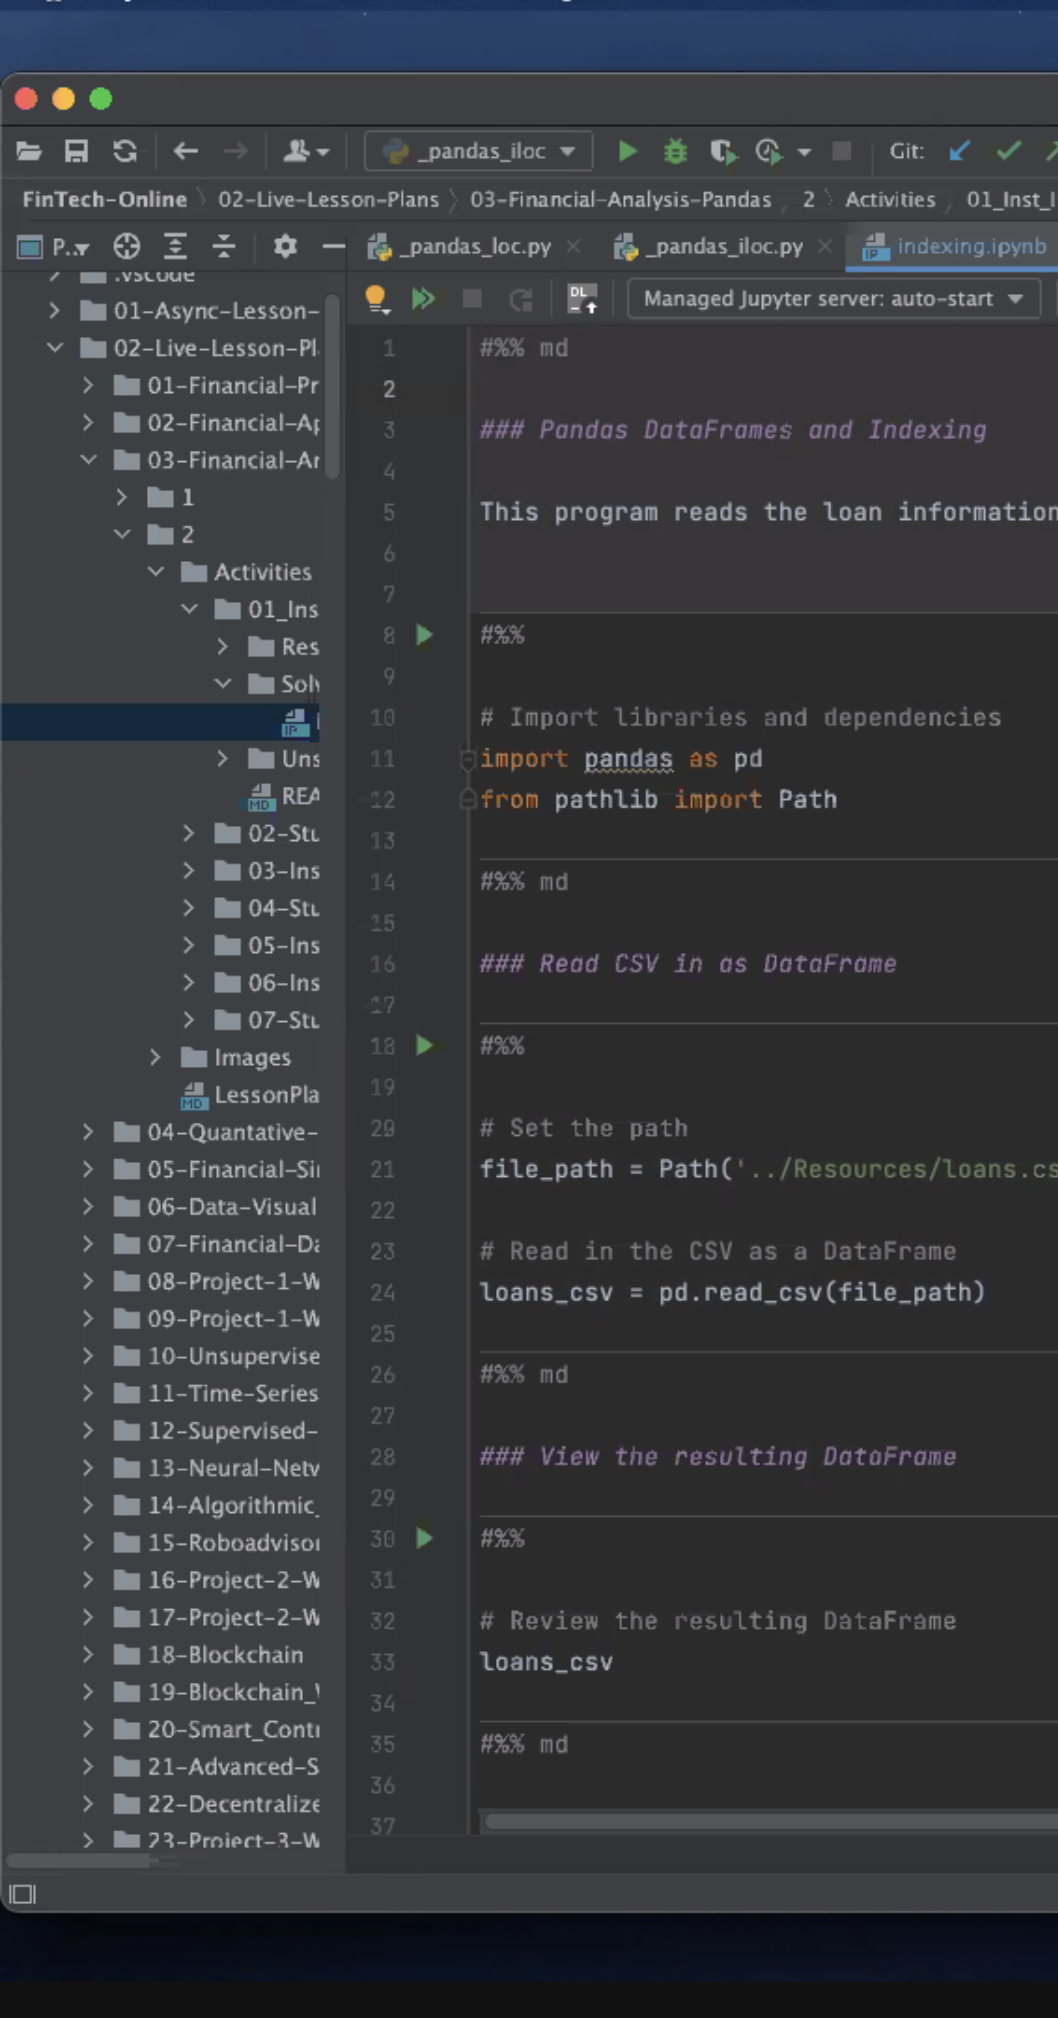 _pandas_iloc
Git:
FinTech-Online
02-Live-Lesson-Plans
03-Financial-Analysis-Pandas
2
Activities
01_Inst_I
P...
_pandas_loc.py
_pandas_iloc.py
indexing.ipynb
DL
Managed Jupyter server: auto-start
.vscode
01-Async-Lesson-
02-Live-Lesson-Pl
01-Financial-Pr
02-Financial-Ap
03-Financial-An
1
2
Activities
01_Ins
Res
Solv
IP
Uns
REA
MD
02-Stu
03-Ins
04-Stu
05-Ins
06-Ins
07-Stu
Images
LessonPla
MD
04-Quantative-
05-Financial-Sir
06-Data-Visual
07-Financial-Da
08-Project-1-W
09-Project-1-W
10-Unsupervise
11-Time-Series
12-Supervised-
13-Neural-Netw
14-Algorithmic_
15-Roboadvisor
16-Project-2-W
17-Project-2-W
18-Blockchain
19-Blockchain_
20-Smart_Contr
21-Advanced-S
22-Decentralize
23-Project-3-W
1 #%% md
2
3 ### Pandas DataFrames and Indexing
4
5 This program reads the loan information
6
7
8 #%%
9
10 # Import libraries and dependencies
11 import pandas as pd
12 from pathlib import Path
13
14 #%% md
15
16 ### Read CSV in as DataFrame
17
18 #%%
19
20 # Set the path
21 file_path = Path('../Resources/loans.cs
22
23 # Read in the CSV as a DataFrame
24 loans_csv = pd.read_csv(file_path)
25
26 #%% md
27
28 ### View the resulting DataFrame
29
30 #%%
31
32 # Review the resulting DataFrame
33 loans_csv
34
35 #%% md
36
37